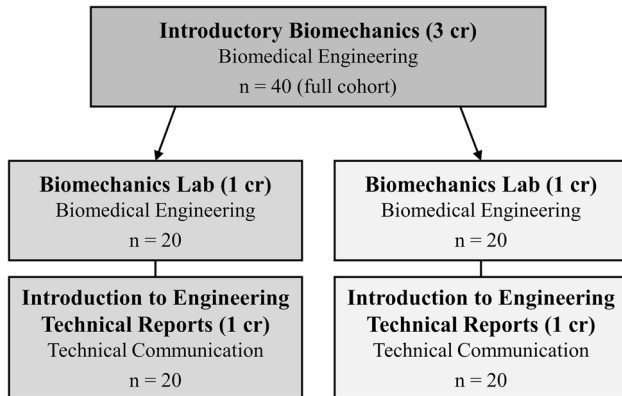 Introductory Biomechanics (3 cr)
Biomedical Engineering
n = 40 (full cohort)
Biomechanics Lab (1 cr)
Biomedical Engineering
n = 20
Introduction to Engineering
Technical Reports (1 cr)
Technical Communication
n = 20
Biomechanics Lab (1 cr)
Biomedical Engineering
n = 20
Introduction to Engineering
Technical Reports (1 cr)
Technical Communication
n = 20